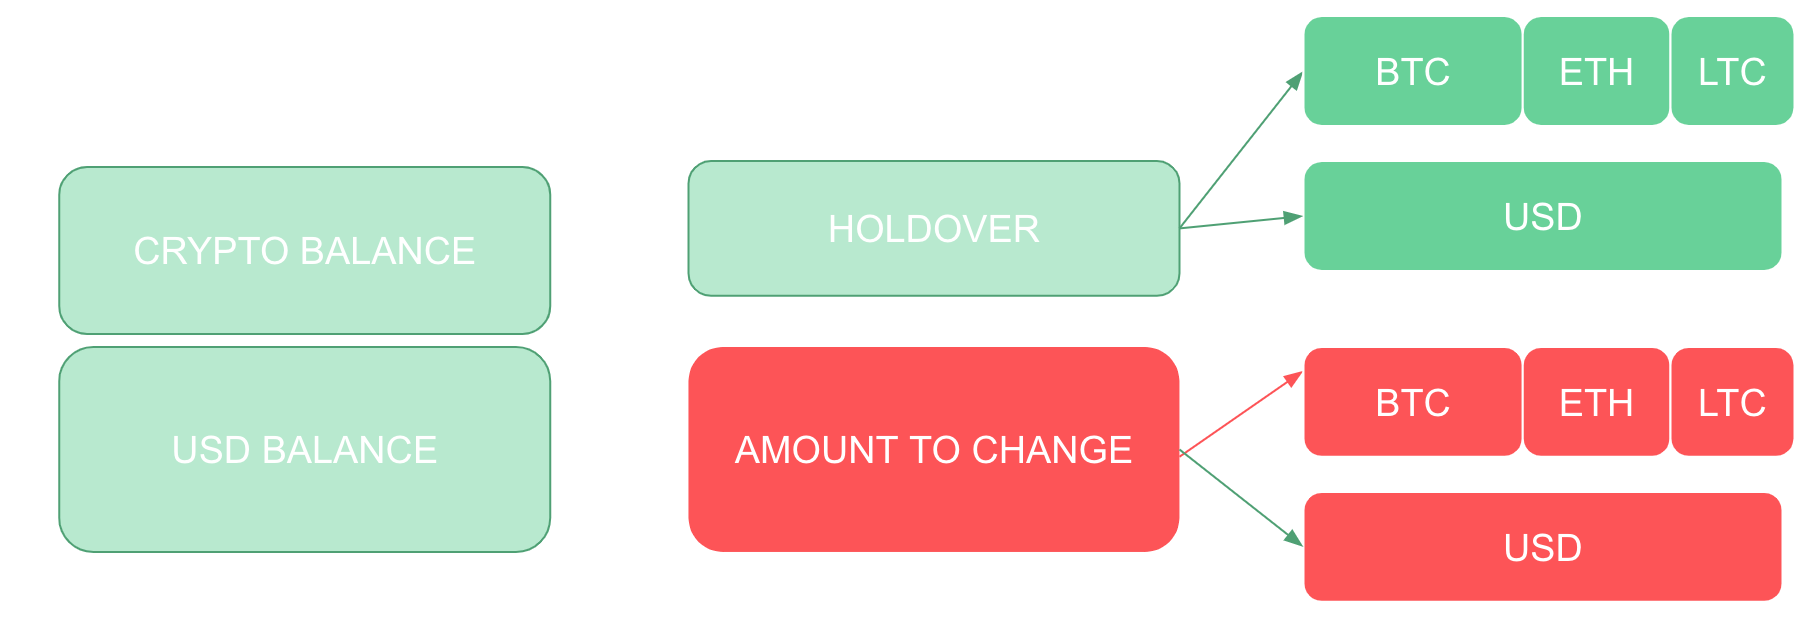 CRYPTO BALANCE
USD BALANCE
HOLDOVER
AMOUNT TO CHANGE
BTC ETH LTC
USD
BTC ETH LTC
USD